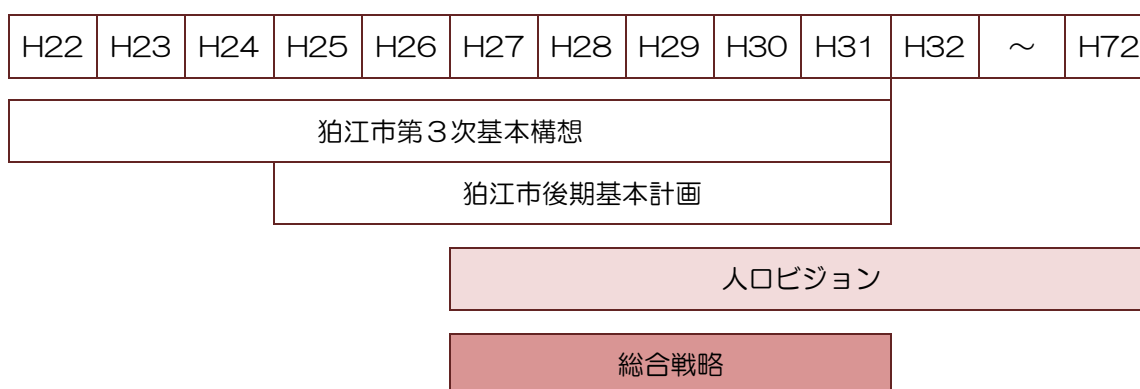 H22 H23 H24 H25 H26 H27 H28 H29 H30 H31 H32 ～ H72
狛江市第３次基本構想
狛江市後期基本計画
人口ビジョン
総合戦略